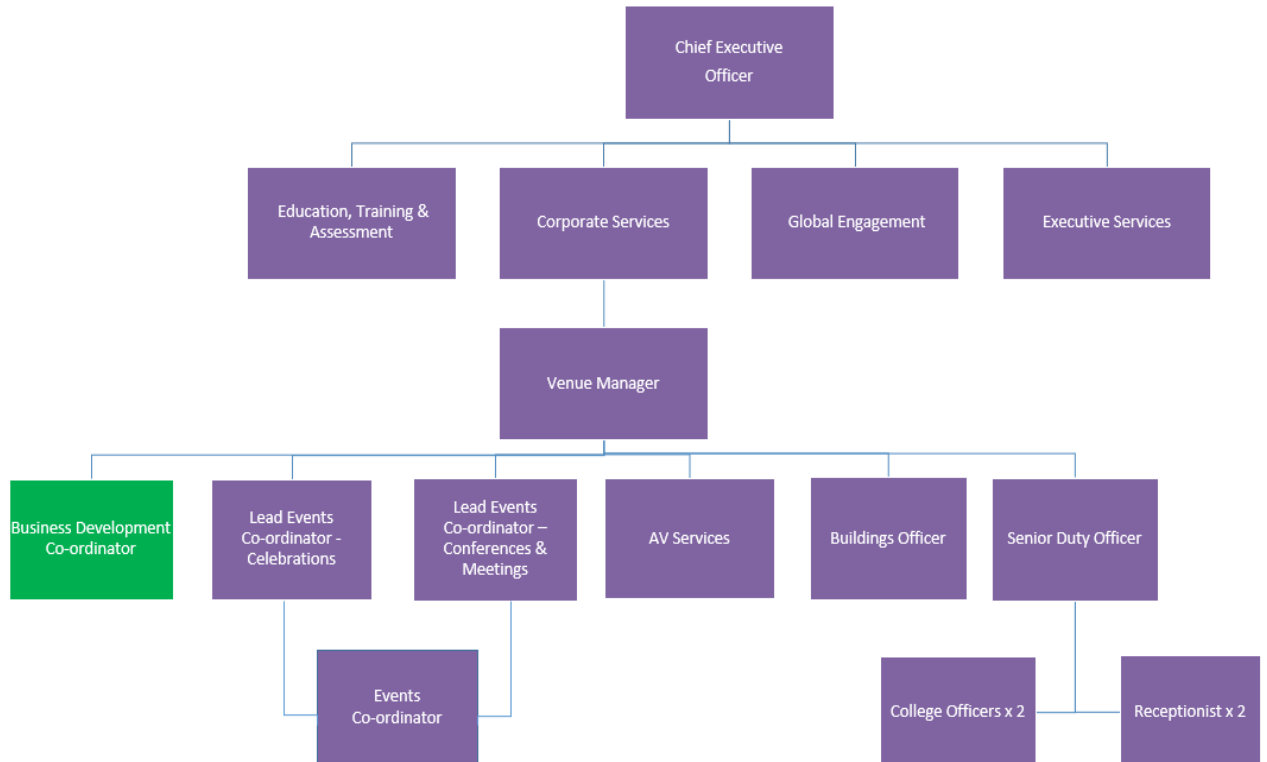 Chief Executive
Officer
Education, Training &
Assessment
Corporate Services
Global Engagement
Executive Services
Venue Manager
Business Development
Co-ordinator
Lead Events
Co-ordinator -
Celebrations
Lead Events
Co-ordinator –
Conferences &
Meetings
AV Services
Buildings Officer
Senior Duty Officer
Events
Co-ordinator
College Officers x 2
Receptionist x 2